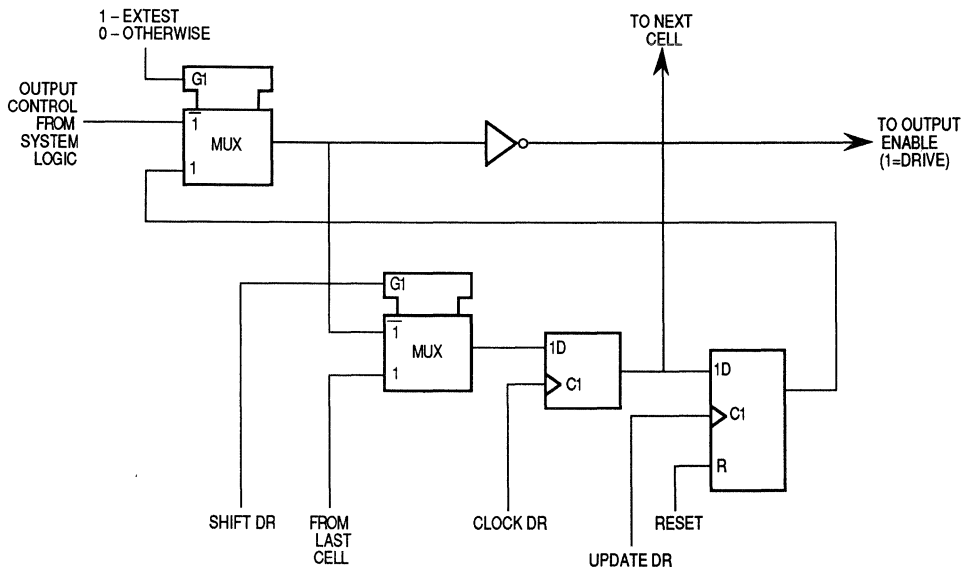 1 – EXTEST
0 – OTHERWISE
TO NEXT
CELL
G1
OUTPUT
CONTROL
FROM
SYSTEM
LOGIC
1
MUX
1
TO OUTPUT
ENABLE
(1=DRIVE)
G1
1
MUX
1
1D
C1
1D
C1
R
SHIFT DR
FROM
LAST
CELL
CLOCK DR
RESET
UPDATE DR